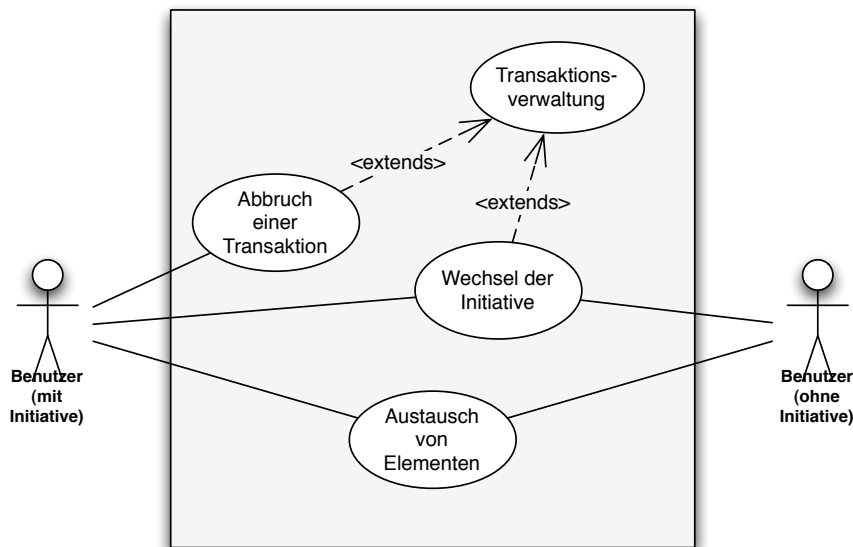 Transaktions-
verwaltung
<extends>
Abbruch
einer
Transaktion
<extends>
Wechsel der
Initiative
Benutzer
(mit
Initiative)
Benutzer
(ohne
Initiative)
Austausch
von
Elementen